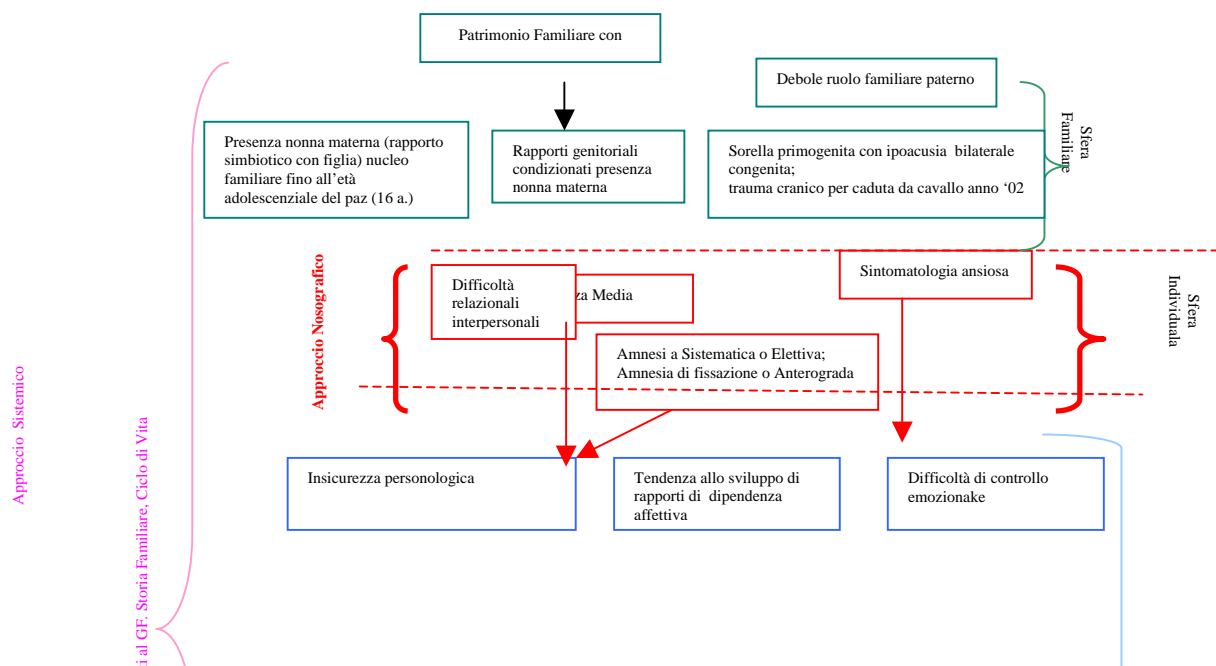 Patrimonio Familiare con
Debole ruolo familiare paterno
Sfera
Familiare
Presenza nonna materna (rapporto
simbiotico con figlia) nucleo
familiare fino all’età
adolescenziale del paz (16 a.)
Rapporti genitoriali
condizionati presenza
nonna materna
Sorella primogenita con ipoacusia bilaterale
congenita;
trauma cranico per caduta da cavallo anno ‘02
Approccio Nosografico
Difficoltà
relazionali
interpersonali
Media
Sintomatologia ansiosa
Sfera
Individuala
Amnesi a Sistematica o Elettiva;
Amnesia di fissazione o Anterograda
Approccio Sistemico
al GF. Storia Familiare, Ciclo di Vita
Insicurezza personologica
Tendenza allo sviluppo di
rapporti di dipendenza
affettiva
Difficoltà di controllo
emozionake